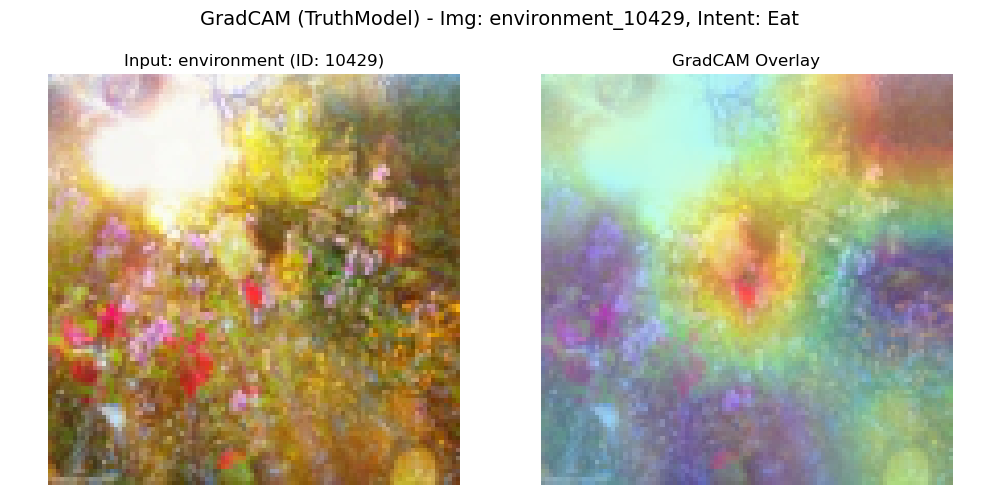 GradCAM (TruthModel) - Img: environment_10429, Intent: Eat
Input: environment (ID: 10429)
GradCAM Overlay